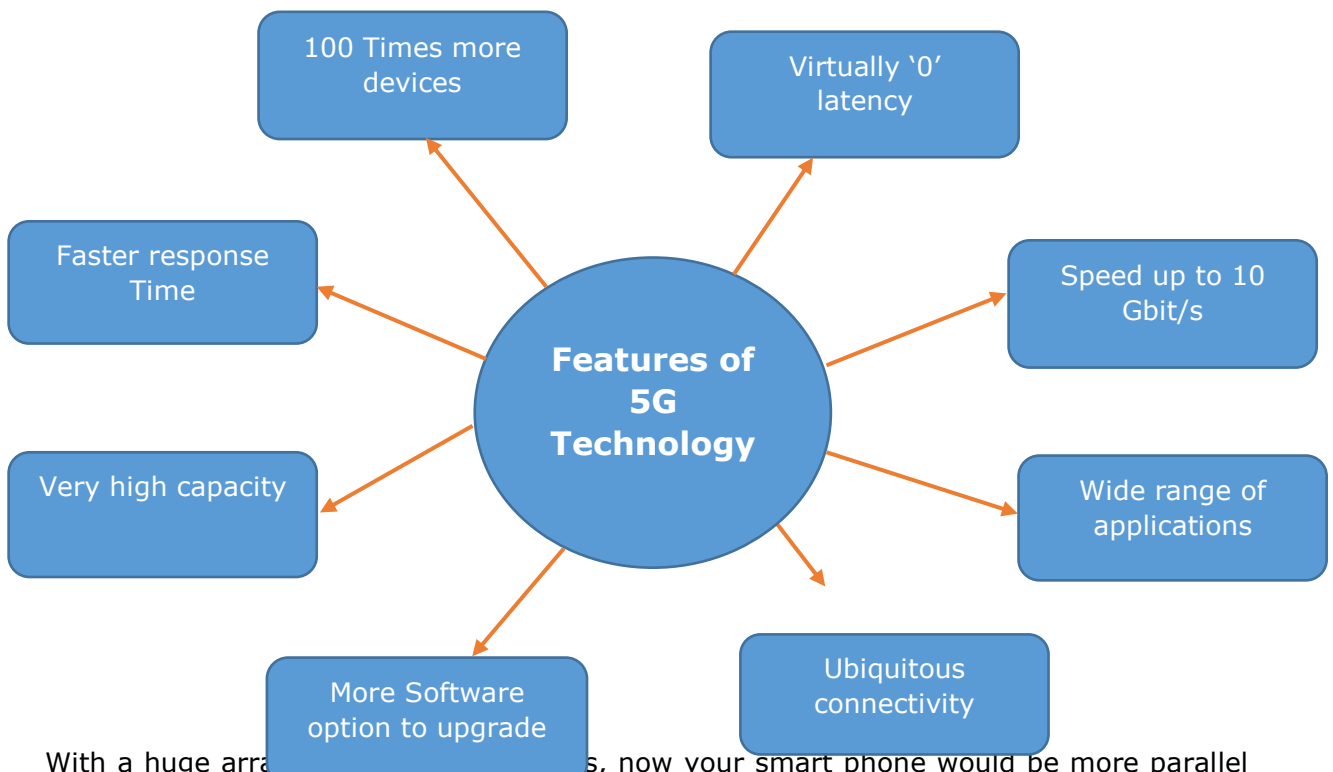 100 Times more
devices
Virtually ‘0’
latency
Faster response
Time
Speed up to 10
Gbit/s
Features of
5G
Technology
Very high capacity
Wide range of
applications
More Software
option to upgrade
Ubiquitous
connectivity
With a huge , now your smart phone would be more parallel